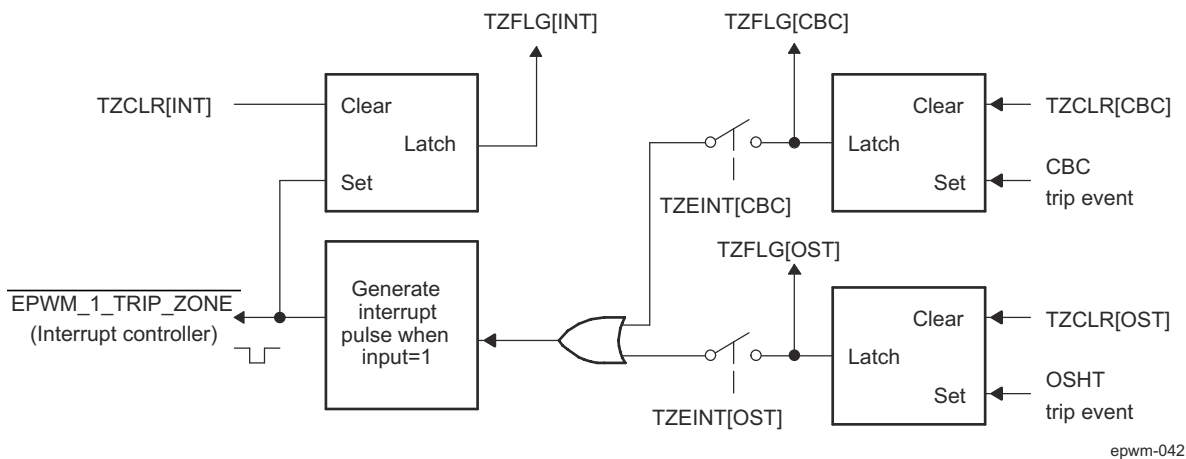 TZFLG[INT]
TZFLG[CBC]
TZCLR[INT]
Clear
Latch
Set
Clear
TZCLR[CBC]
Latch
CBC
trip event
Set
TZEINT[CBC]
TZFLG[OST]
EPWM_1_TRIP_ZONE
(Interrupt controller)
Generate
interrupt
pulse when
input=1
Clear
TZCLR[OST]
Latch
OSHT
trip event
Set
TZEINT[OST]
epwm-042